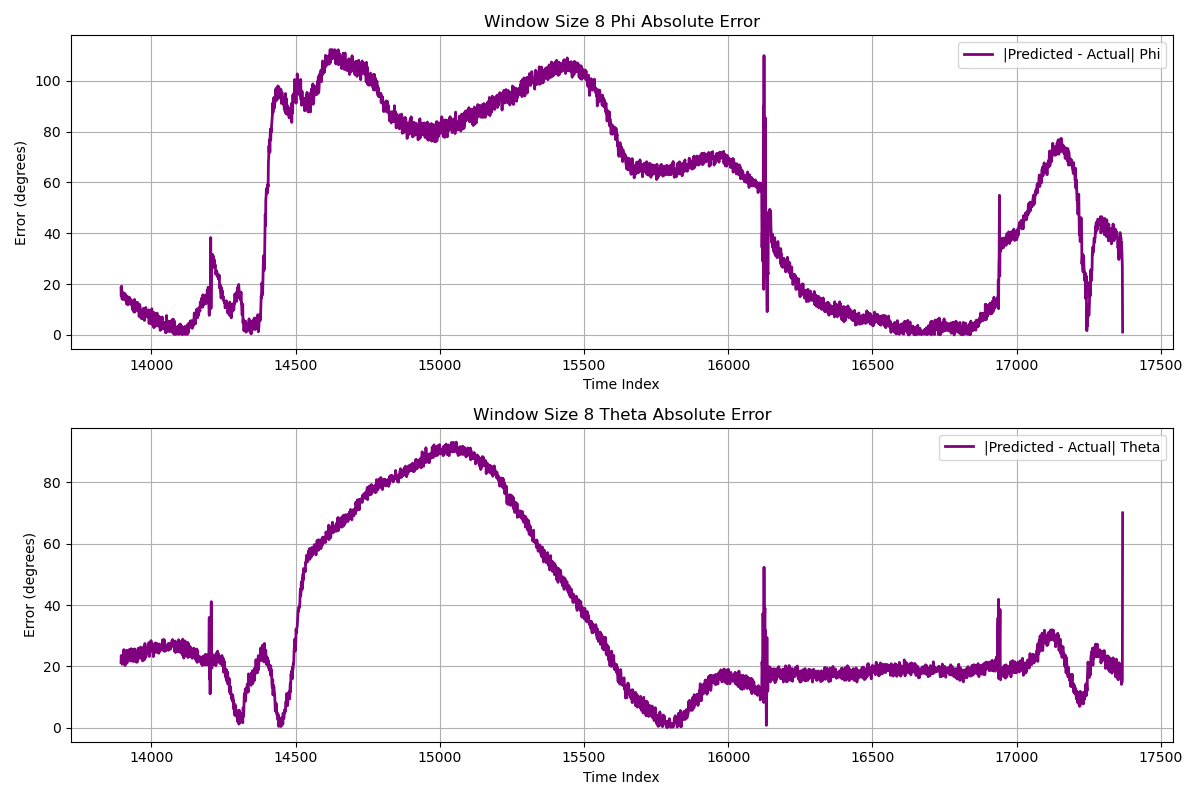 Window Size 8 Phi Absolute Error
|Predicted - Actual| Phi
Error (degrees)
100
80
60
40
20
0
14000 14500 15000 15500 16000 16500 17000 17500
Time Index
Window Size 8 Theta Absolute Error
|Predicted - Actual| Theta
Error (degrees)
80
60
40
20
0
14000 14500 15000 15500 16000 16500 17000 17500
Time Index